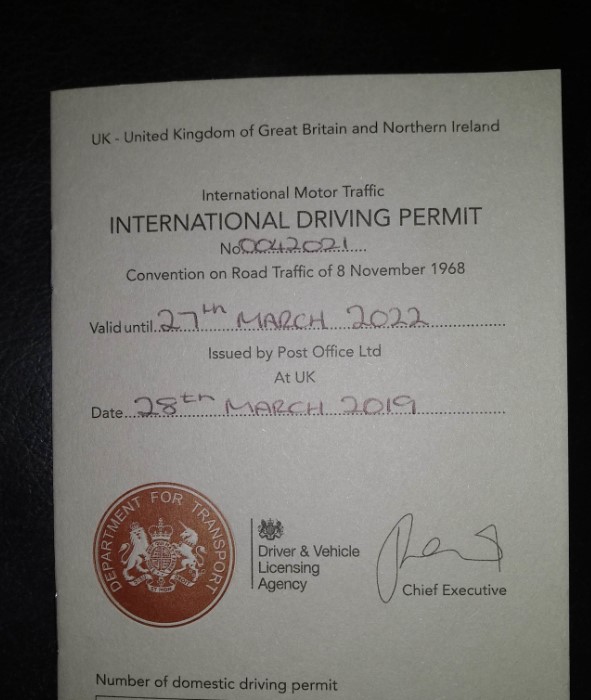 UK - United Kingdom of Great Britain and Northern Ireland
International Motor Traffic
INTERNATIONAL DRIVING PERMIT
No 0042021....
Convention on Road Traffic of 8 November 1968
Valid until..27th MARCH 2022
Issued by Post Office Ltd
At UK
Date...28th MARCH 2019
DEPARTMENT FOR TRANSPORT
Driver & Vehicle
Licensing
Agency
Chief Executive
Number of domestic driving permit